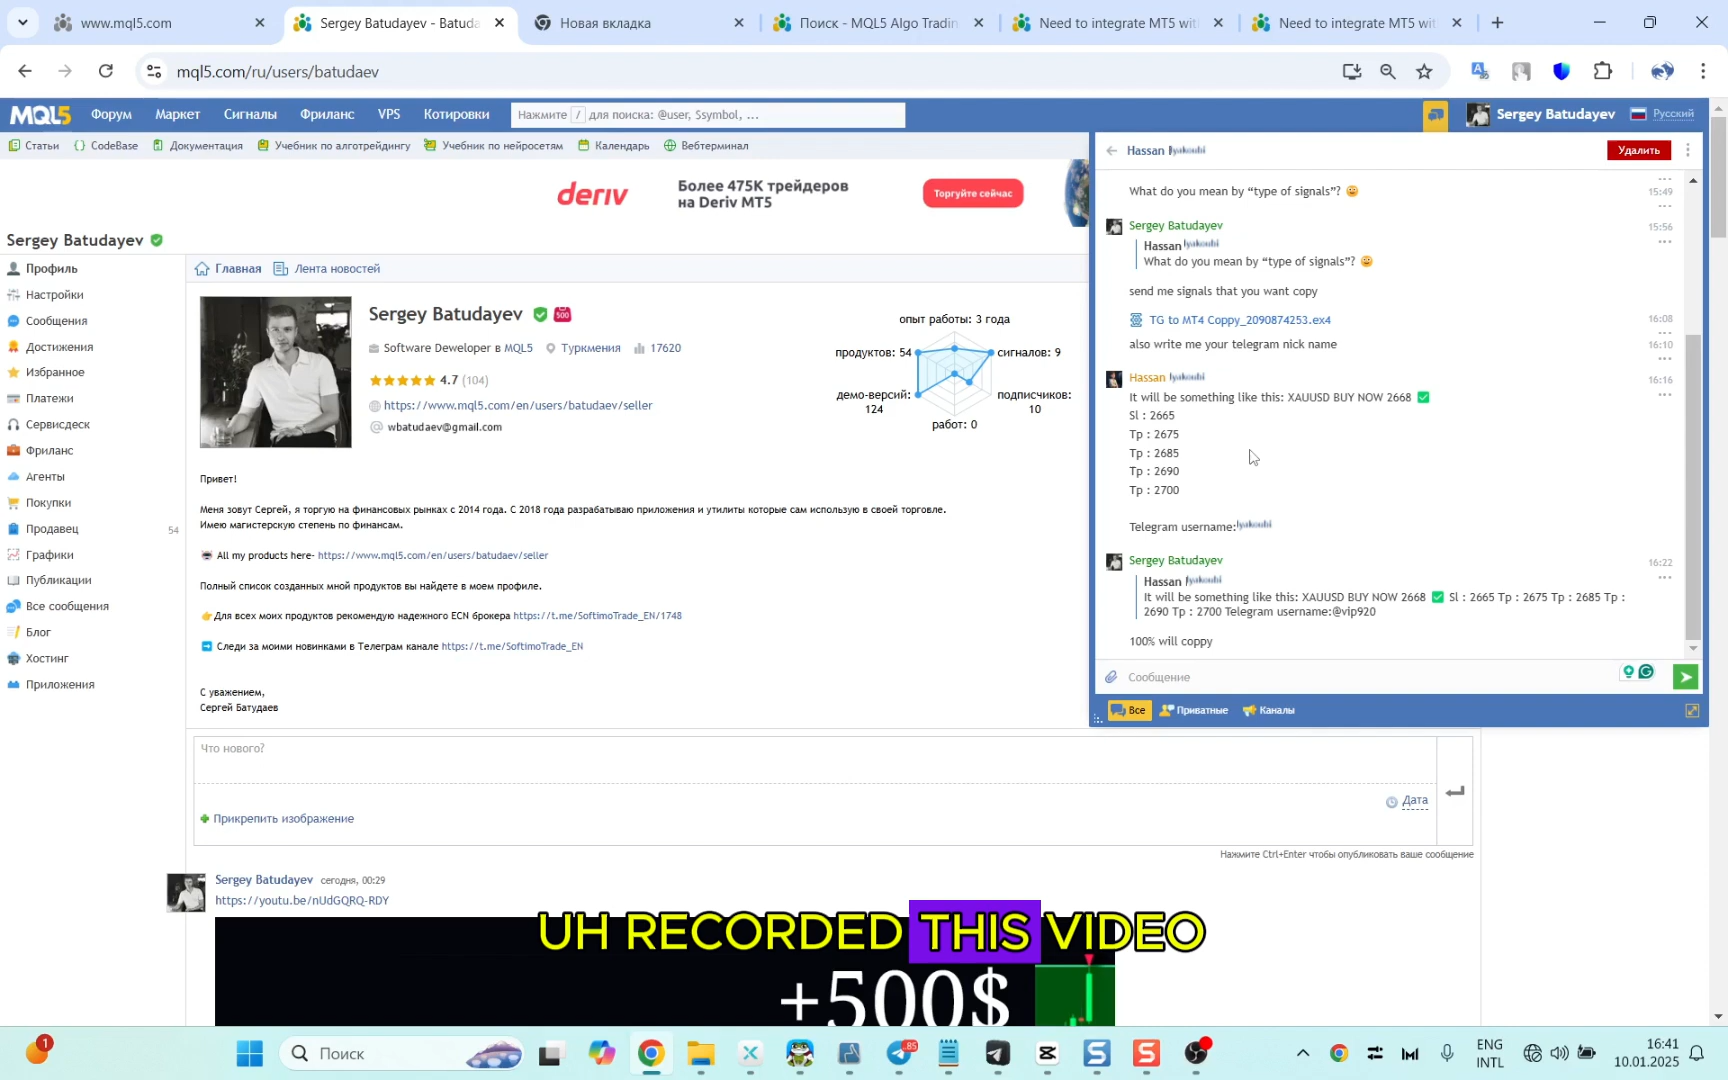 www.mql5.com
Sergey Batudayev - Batuda
Новая вкладка
Поиск - MQL5 Algo Tradin
Need to integrate MT5 wit
Need to integrate MT5 wit
mql5.com/ru/users/batudaev
MQL5
Форум
Маркет
Сигналы
Фриланс
VPS
Котировки
Нажмите / для поиска: @user, $symbol, ...
Sergey Batudayev
Русский
Статьи
CodeBase
Документация
Учебник по алготрейдингу
Учебник по нейросетям
Календарь
Вебтерминал
deriv
Более 475K трейдеров
на Deriv MT5
Торгуйте сейчас
Sergey Batudayev
Профиль
Настройки
Сообщения
Достижения
Избранное
Платежи
Сервисдеск
Фриланс
Агенты
Покупки
Продавец 54
Графики
Публикации
Все сообщения
Блог
Хостинг
Приложения
Главная
Лента новостей
Sergey Batudayev
500
Software Deweloper в MQL5
Туркмения
17620
4.7 (104)
https://www.mql5.com/en/users/batudaev/seller
wbatudaev@gmail.com
опыт работы: 3 года
продуктов: 54
сигналов: 9
демо-версий:
124
подписчиков:
10
работ: 0
Привет!
Меня зовут Сергей, я торгую на финансовых рынках с 2014 года. С 2018 года разрабатываю приложения и утилиты которые сам использую в своей торговле.
Имею магистерскую степень по финансам.
All my products here- https://www.mql5.com/en/users/batudaev/seller
Полный список созданных мной продуктов вы найдете в моем профиле.
👉Для всех моих продуктов рекомендую надежного ECN брокера https://t.me/SoftimoTrade_EN/1748
➡️ Следи за моими новинками в Телеграм канале https://t.me/SoftimoTrade_EN
С уважением,
Сергей Батудаев
Что нового?
Прикрепить изображение
Дата
Нажмите Ctrl+Enter чтобы опубликовать ваше сообщение
Sergey Batudayev сегодня, 00:29
https://youtu.be/nUdGQRQ-RDY
+500$
Hassan
Удалить
What do you mean by “type of signals”? 😀
15:49
Sergey Batudayev
15:56
Hassan
What do you mean by “type of signals”? 😀
send me signals that you want copy
TG to MT4 Coppy_2090874253.ex4
16:08
also write me your telegram nick name
16:10
Hassan
16:16
It will be something like this: XAUUSD BUY NOW 2668 ✅
Sl : 2665
Tp : 2675
Tp : 2685
Tp : 2690
Tp : 2700
Telegram username:
Sergey Batudayev
16:22
Hassan
It will be something like this: XAUUSD BUY NOW 2668 ✅ Sl : 2665 Tp : 2675 Tp : 2685 Tp :
2690 Tp : 2700 Telegram username:@vip920
100% will coppy
Сообщение
Все
Приватные
Каналы
UH RECORDED THIS VIDEO
1
Поиск
85
ENG
INTL
16:41
10.01.2025